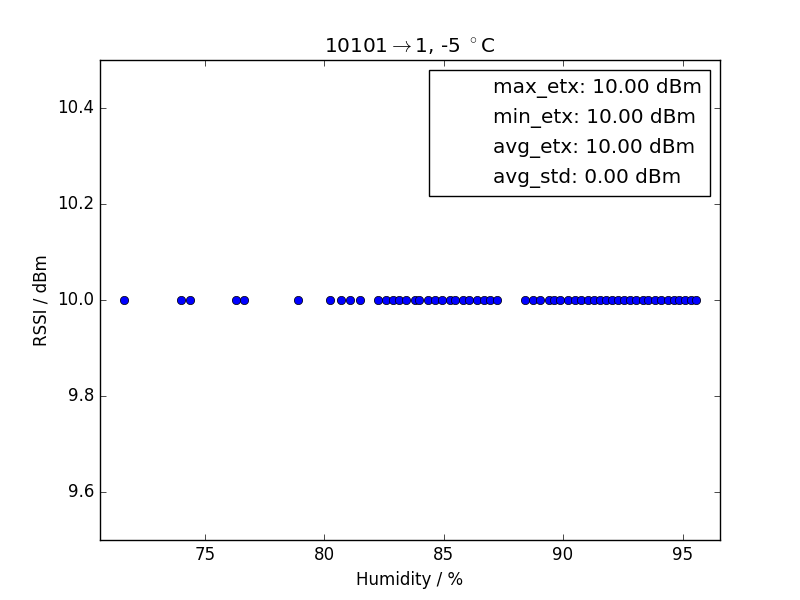 10101→1, -5 °C
max_etx: 10.00 dBm
min_etx: 10.00 dBm
avg_etx: 10.00 dBm
avg_std: 0.00 dBm
RSSI / dBm
10.4
10.2
10.0
9.8
9.6
75 80 85 90 95
Humidity / %